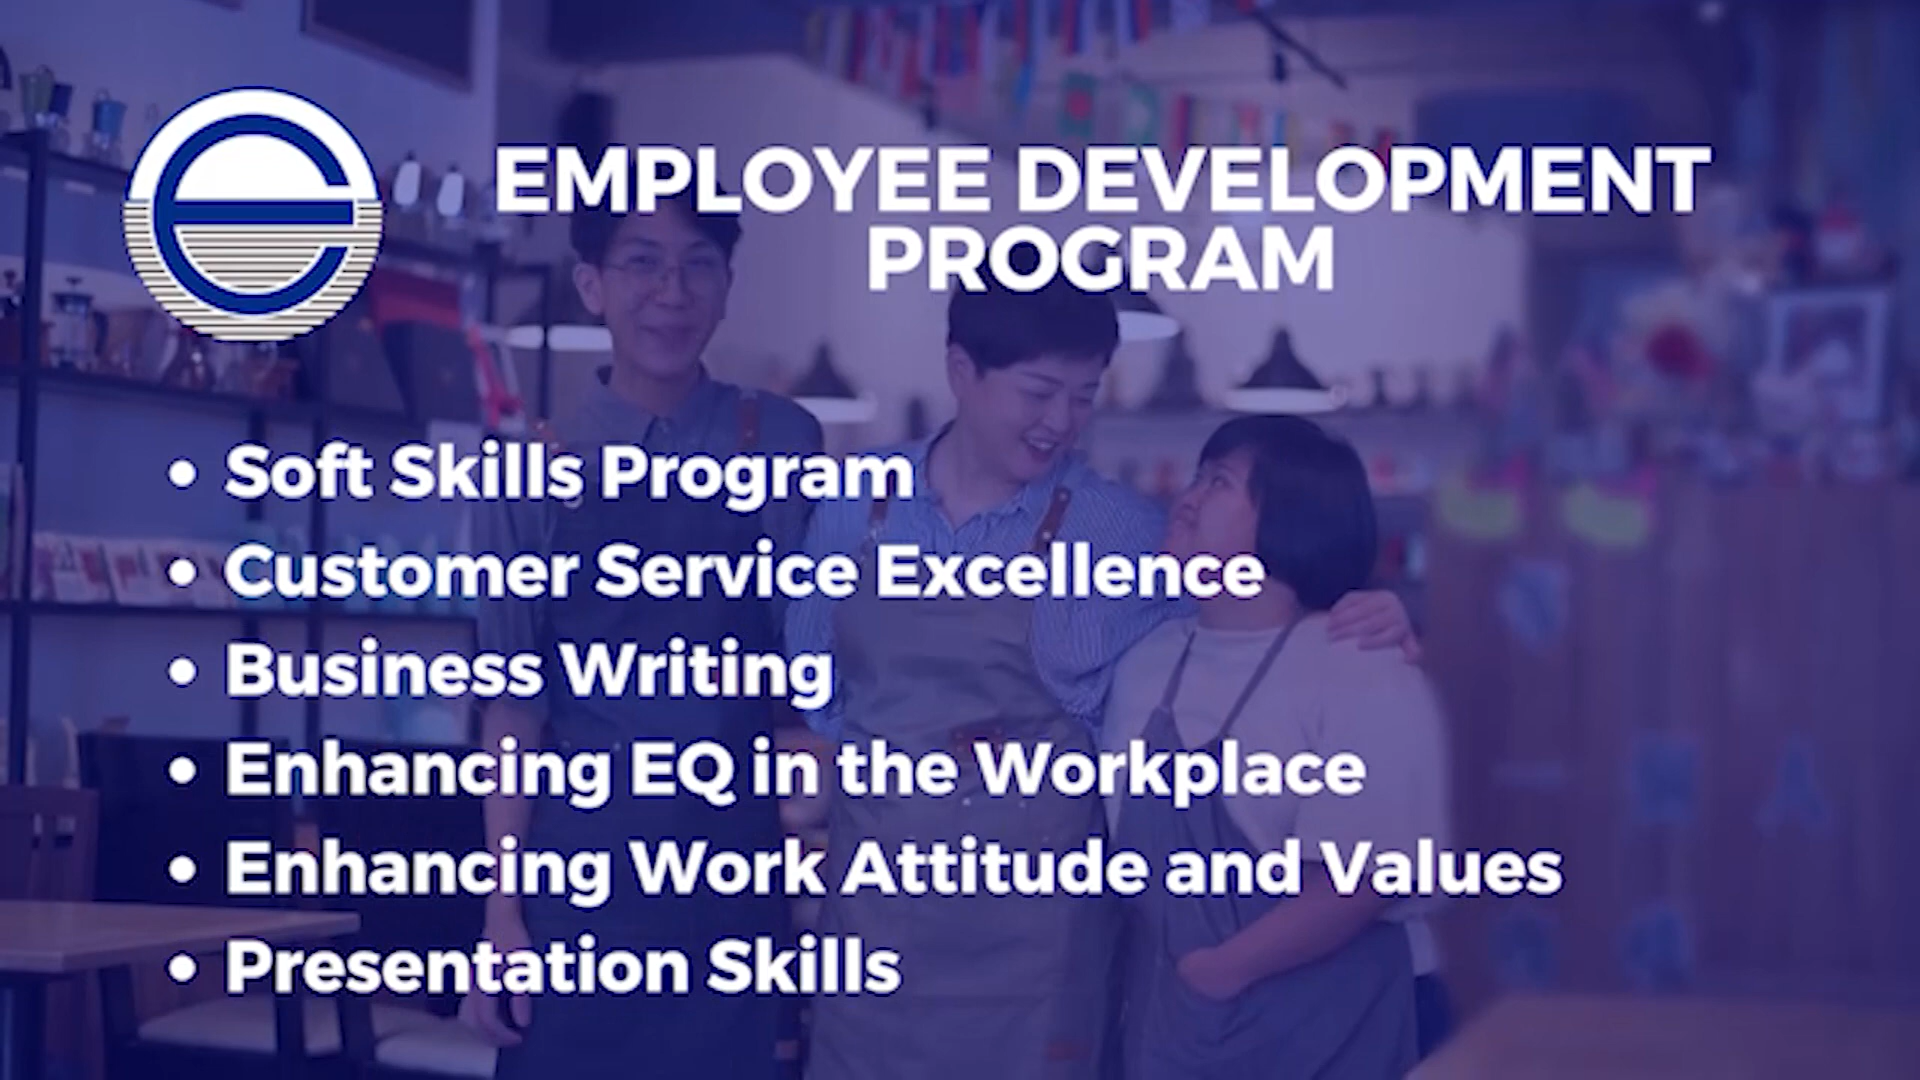 EMPLOYEE DEVELOPMENT
PROGRAM
• Soft Skills Program
• Customer Service Excellence
• Business Writing
• Enhancing EQ in the Workplace
• Enhancing Work Attitude and Values
• Presentation Skills